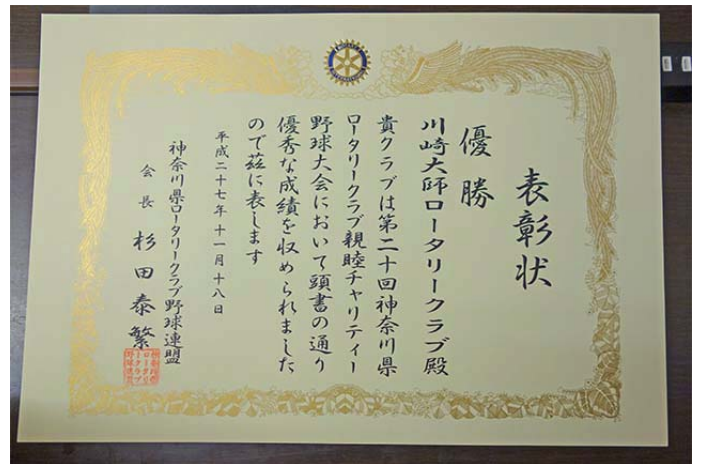 表彰状
優勝
川崎大師ロータリークラブ殿
貴クラブは第二十回神奈川県
ロータリークラブ親睦チャリティー
野球大会において頭書の通り
優秀な成績を収められました
ので茲に表します
平成二十七年十一月十八日
神奈川県ロータリークラブ野球連盟
会長 杉田泰繁